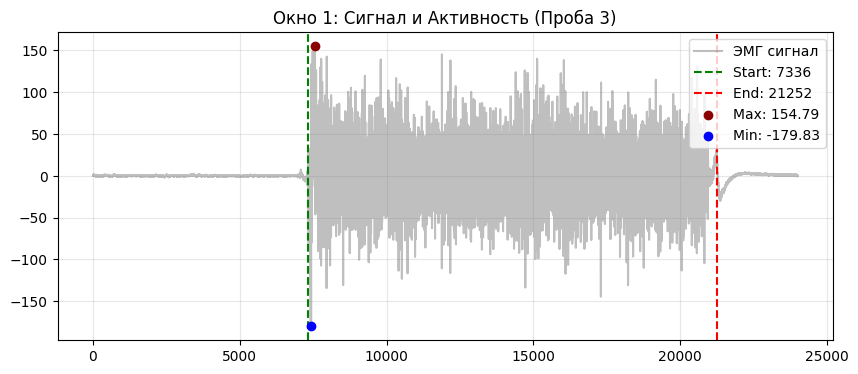 Окно 1: Сигнал и Активность (Проба 3)
150
100
50
0
−50
−100
−150
0
5000
10000
15000
20000
25000
ЭМГ сигнал
Start: 7336
End: 21252
Max: 154.79
Min: -179.83